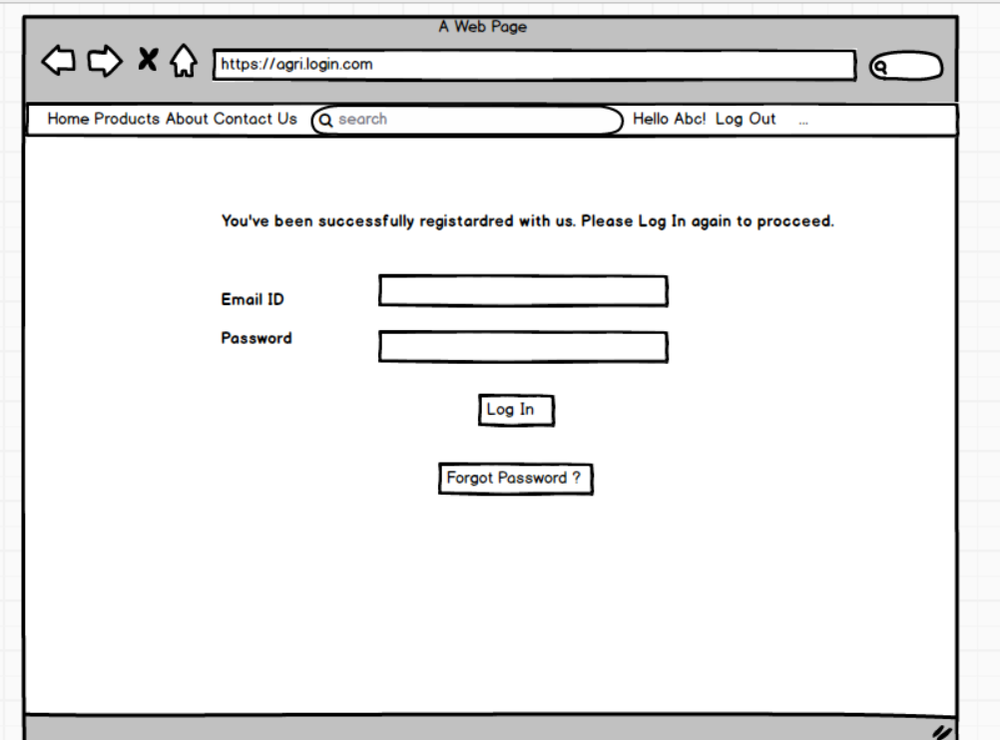 A Web Page
https://agri.login.com
Home Products About Contact Us search Hello Abc! Log Out ...
You've been successfully registardred with us. Please Log In again to procceed.
Email ID
Password
Log In
Forgot Password ?